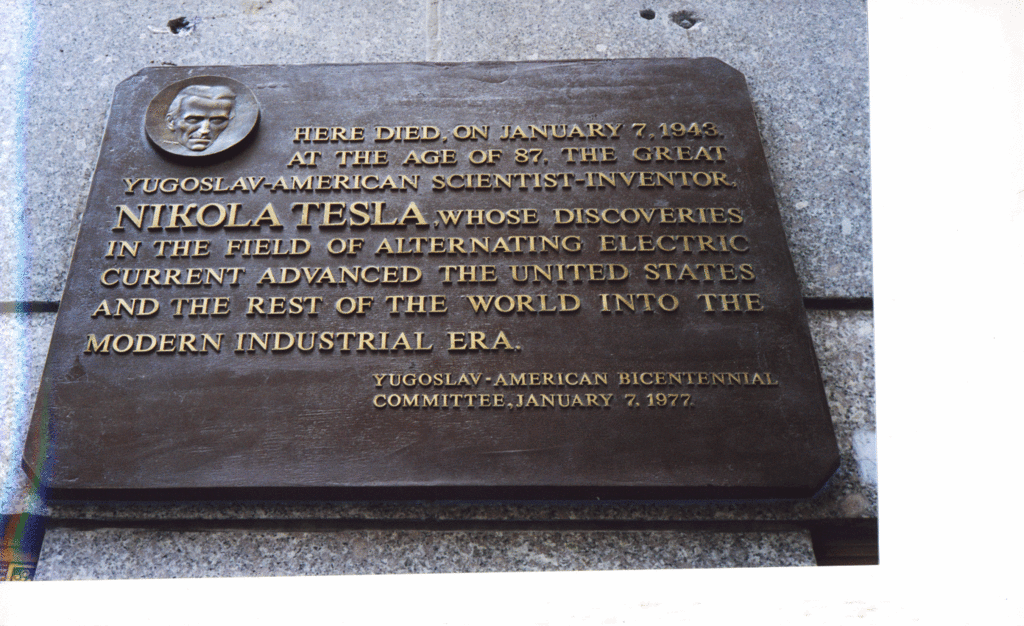 HERE DIED, ON JANUARY 7, 1943.
AT THE AGE OF 87, THE GREAT
YUGOSLAV-AMERICAN SCIENTIST-INVENTOR,
NIKOLA TESLA, WHOSE DISCOVERIES
IN THE FIELD OF ALTERNATING ELECTRIC
CURRENT ADVANCED THE UNITED STATES
AND THE REST OF THE WORLD INTO THE
MODERN INDUSTRIAL ERA.
YUGOSLAV-AMERICAN BICENTENNIAL
COMMITTEE, JANUARY 7, 1977.